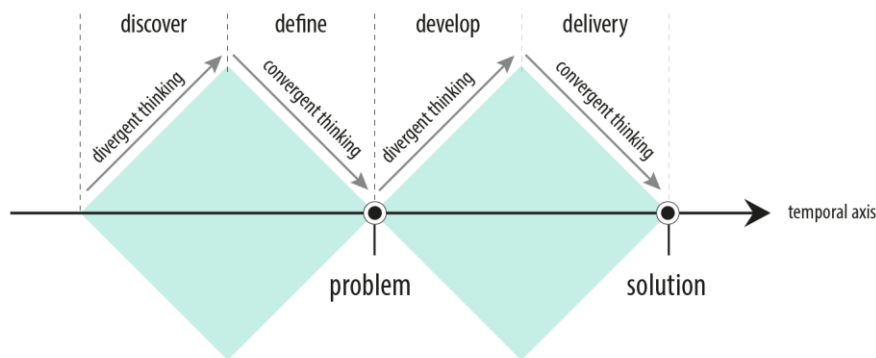 discover
define
develop
delivery
divergent thinking
convergent thinking
divergent thinking
convergent thinking
temporal axis
problem
solution